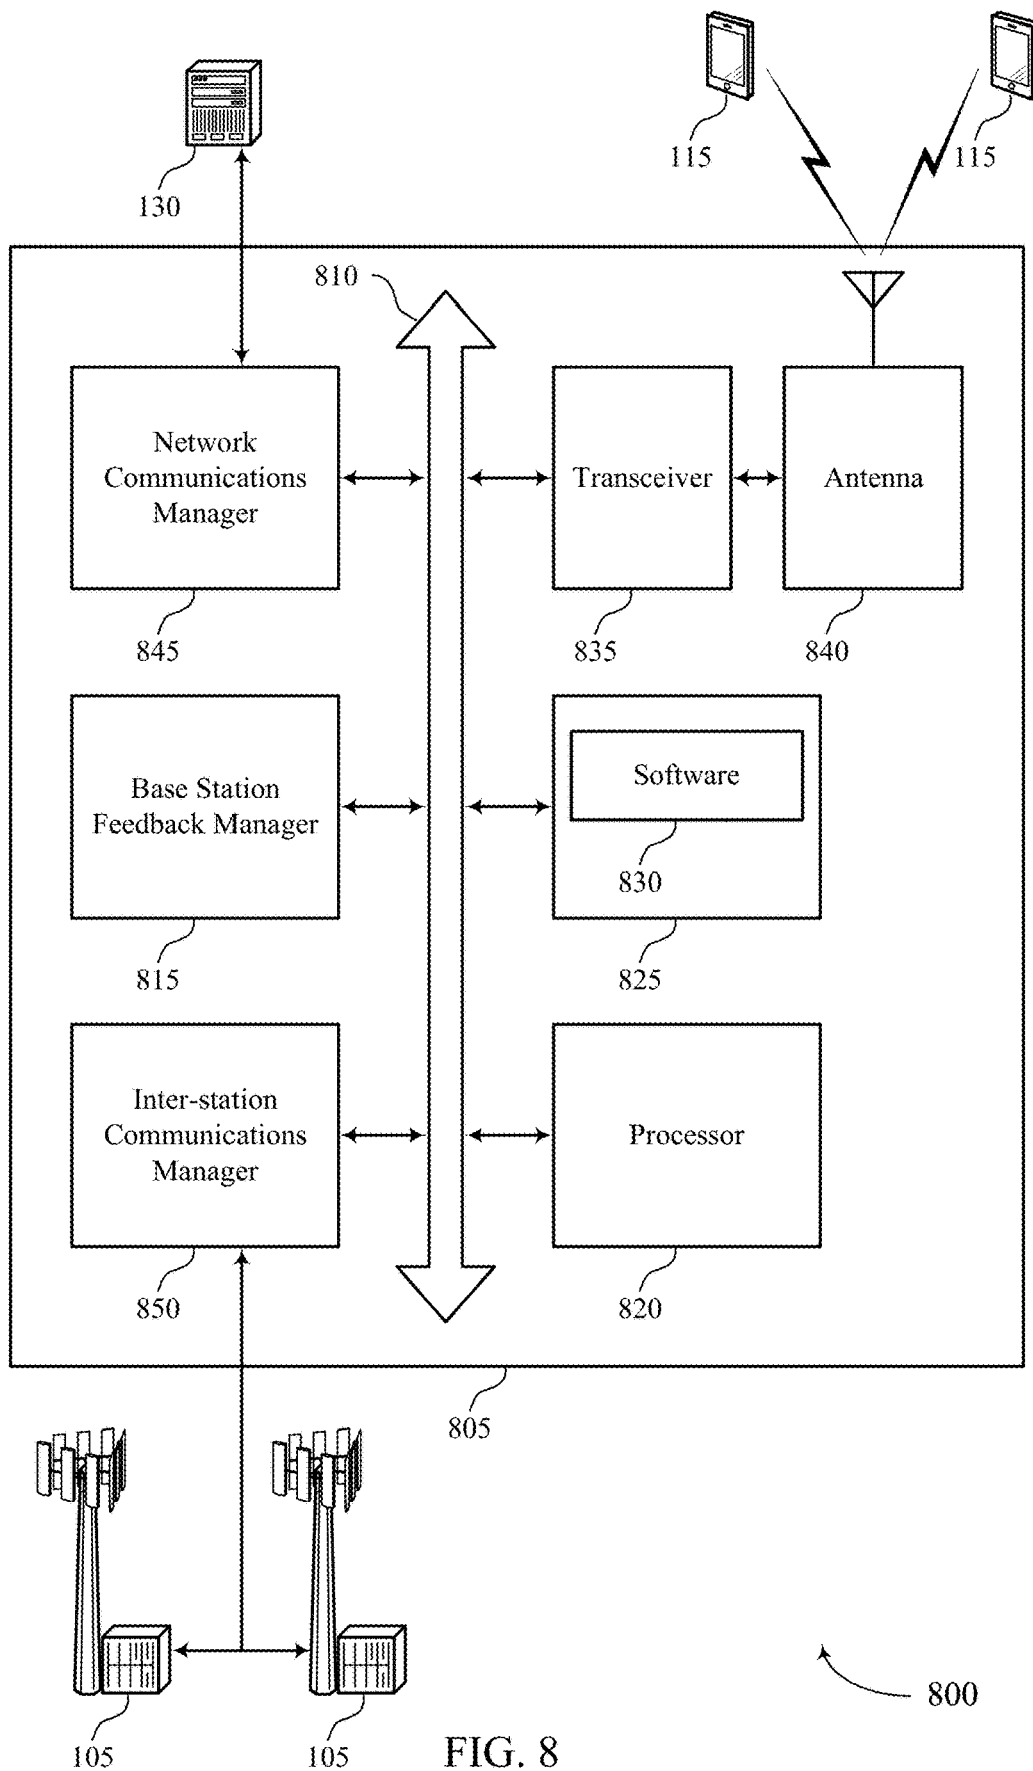 115
115
130
810
Network
Communications
Manager
Transceiver
Antenna
845
835
840
Base Station
Feedback Manager
Software
830
815
825
Inter-station
Communications
Manager
Processor
850
820
805
800
105
105
FIG. 8